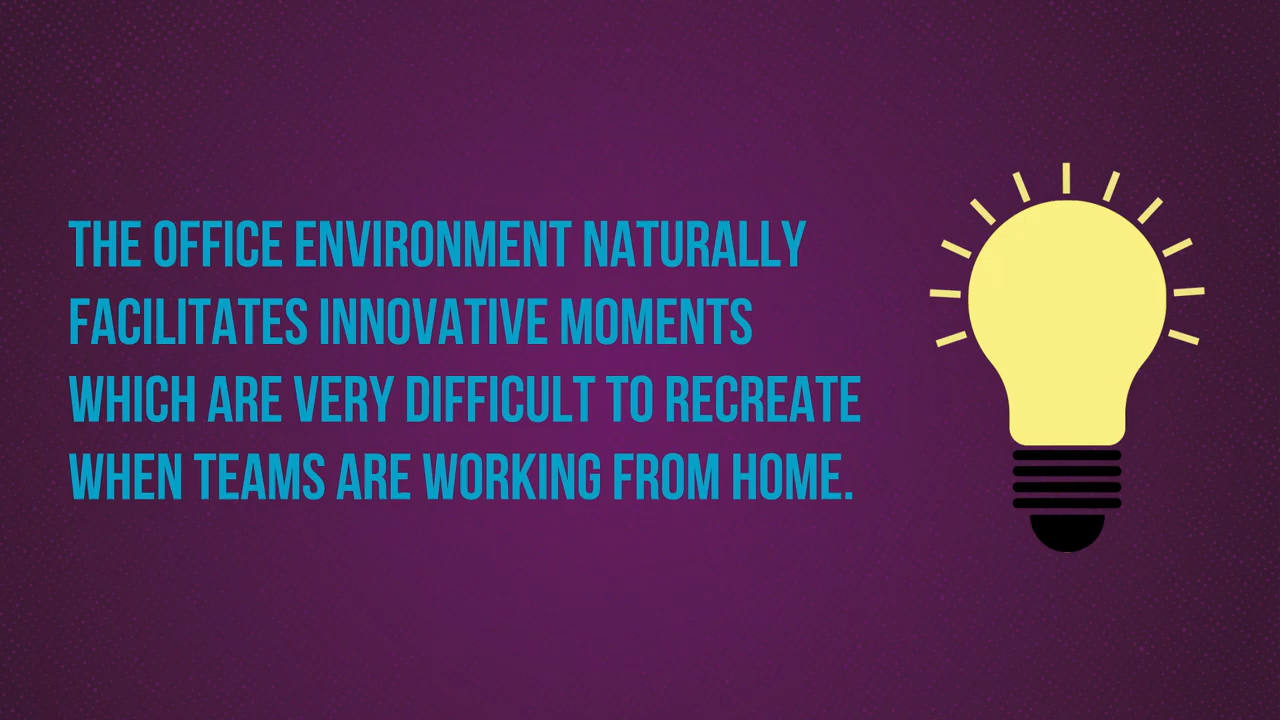 THE OFFICE ENVIRONMENT NATURALLY
FACILITATES INNOVATIVE MOMENTS
WHICH ARE VERY DIFFICULT TO RECREATE
WHEN TEAMS ARE WORKING FROM HOME.